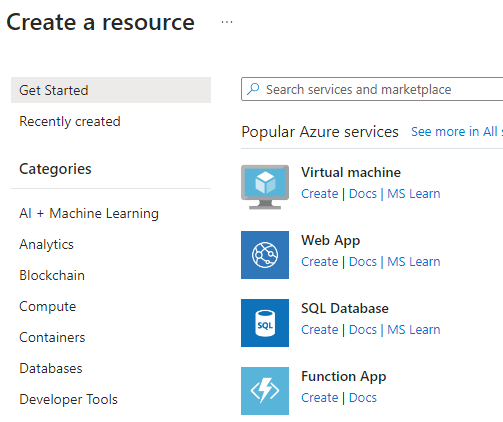 Create a resource ...
Get Started
Recently created
Categories
AI + Machine Learning
Analytics
Blockchain
Compute
Containers
Databases
Developer Tools
Search services and marketplace
Popular Azure services See more in All
Virtual machine
Create | Docs | MS Learn
Web App
Create | Docs | MS Learn
SQL Database
SQL
Create | Docs | MS Learn
Function App
Create | Docs